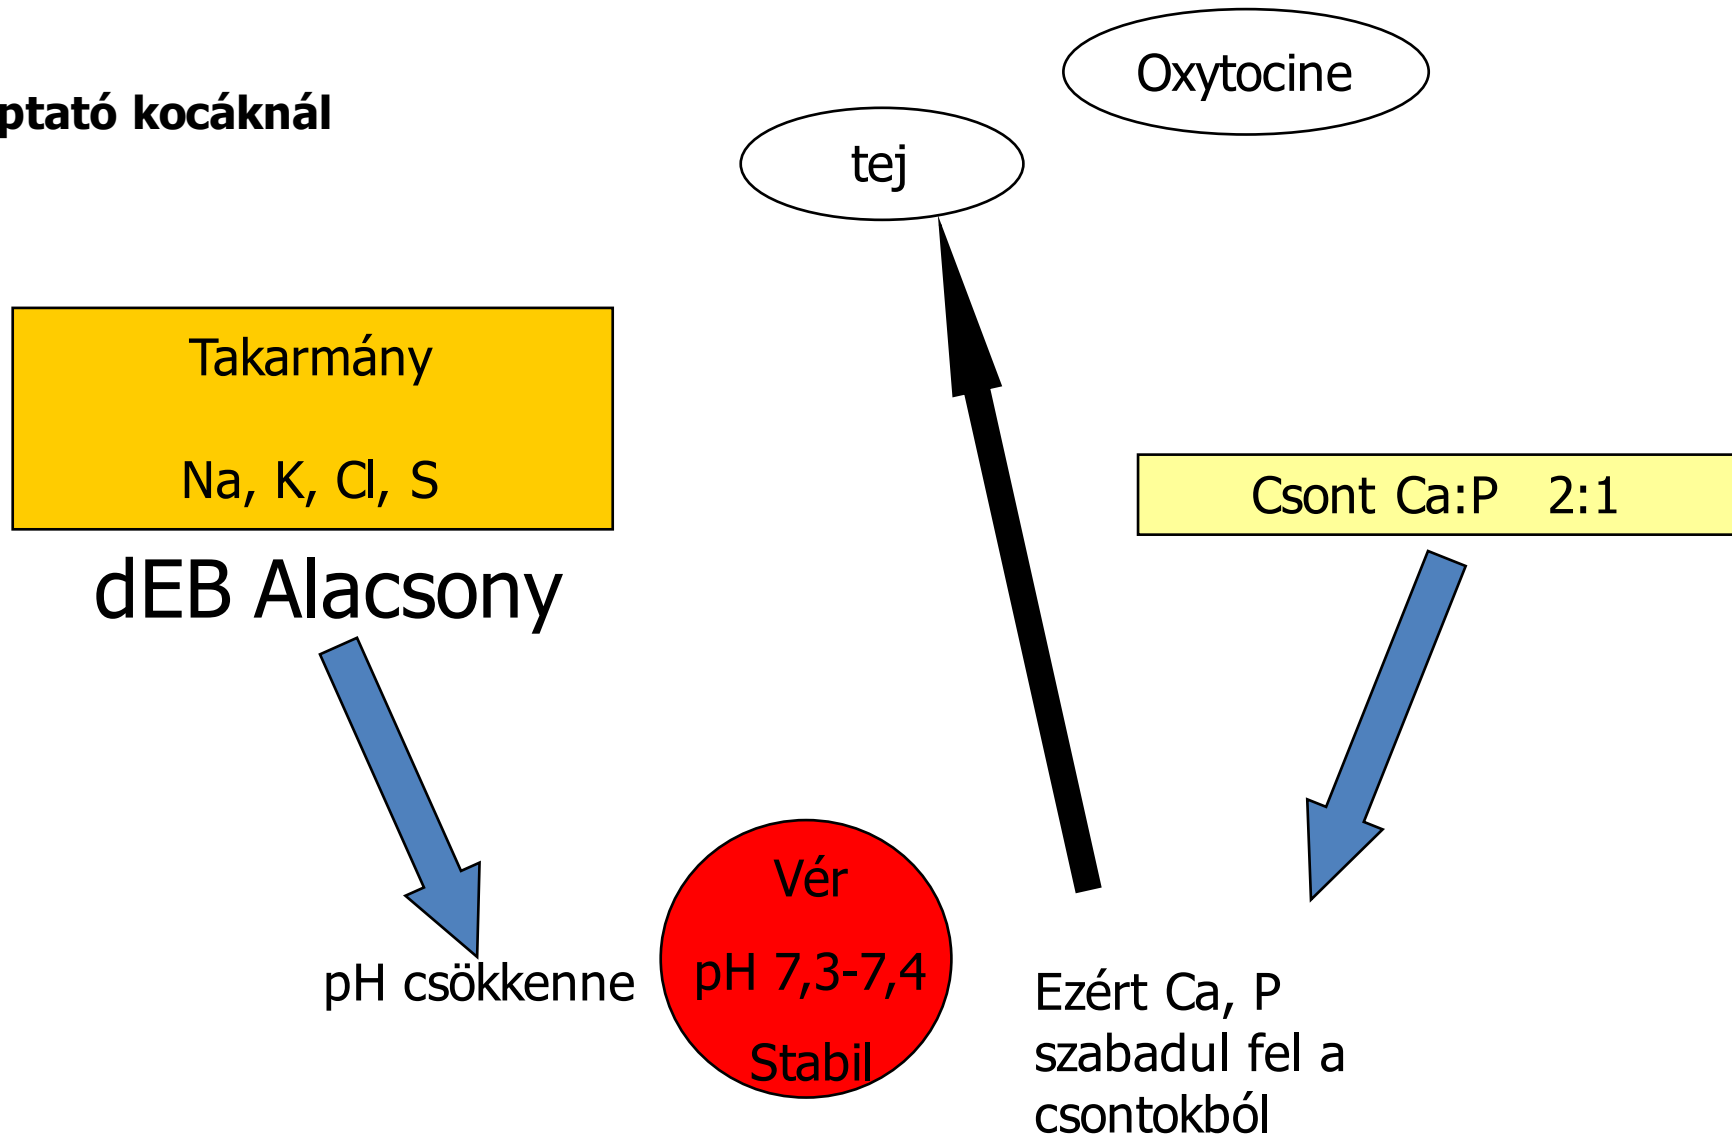 ptató kocáknál
Oxytocine
tej
Takarmány
Na, K, Cl, S
dEB Alacsony
Csont Ca:P 2:1
pH csökkenne
Vér
pH 7,3-7,4
Stabil
Ezért Ca, P
szabadul fel a
csontokból